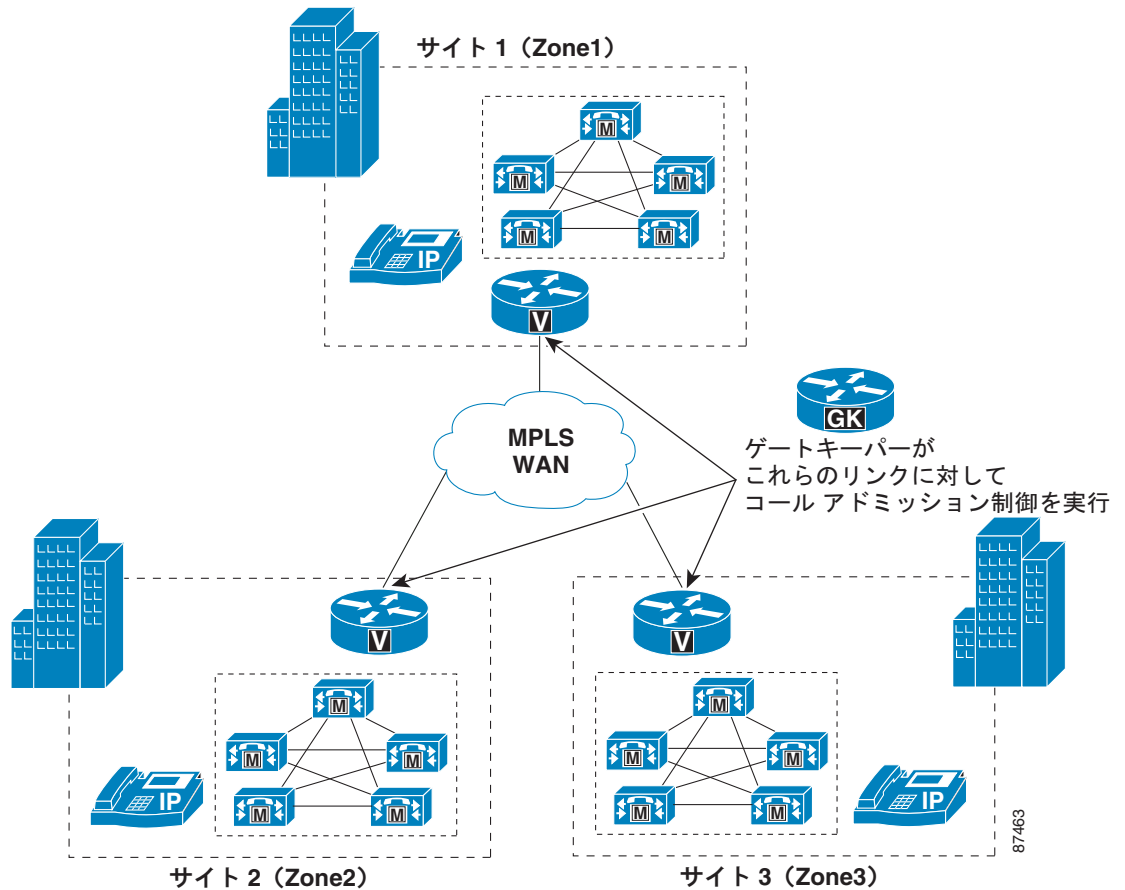 サイト 1（Zone1）
M
M
M
M
M
IP
V
MPLS
WAN
GK
ゲートキーパーが
これらのリンクに対して
コール アドミッション制御を実行
V
V
M
M
M
M
M
IP
M
M
M
M
M
IP
87463
サイト 2（Zone2）
サイト 3（Zone3）